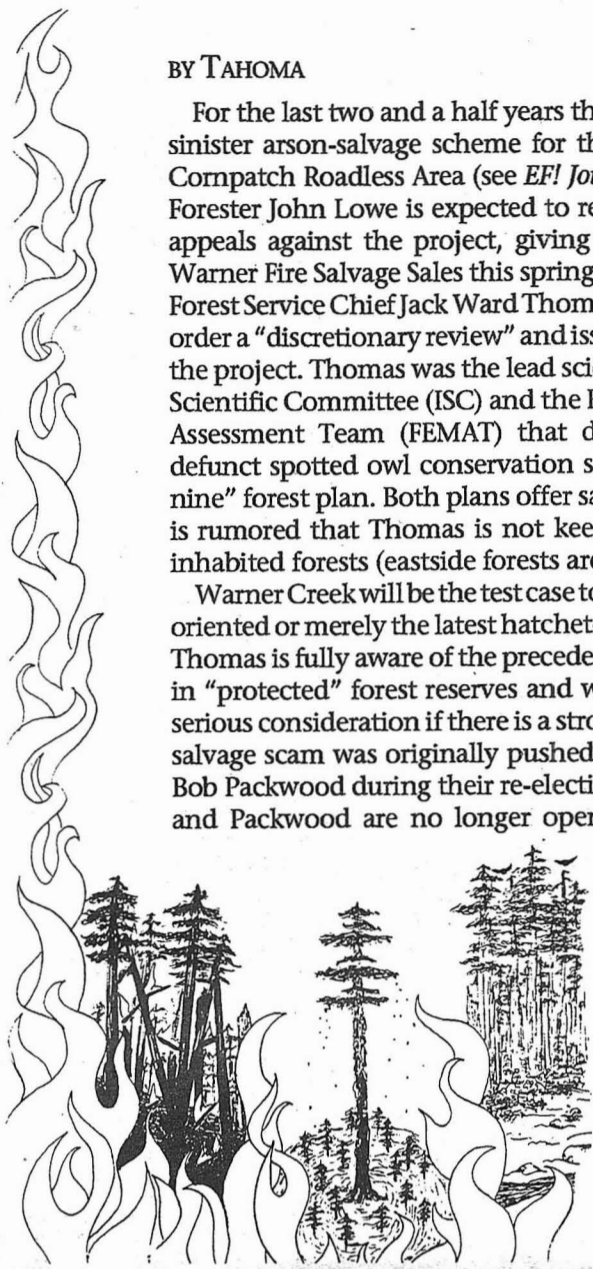 BY TAHOMA
For the last two and a half years th
sinister arson-salvage scheme for th
Cornpatch Roadless Area (see EF! Jo
Forester John Lowe is expected to re
appeals against the project, giving
Warner Fire Salvage Sales this spring
Forest Service Chief Jack Ward Thom
order a "discretionary review" and iss
the project. Thomas was the lead scie
Scientific Committee (ISC) and the F
Assessment Team (FEMAT) that d
defunct spotted owl conservation s
nine" forest plan. Both plans offer sa
is rumored that Thomas is not kee
inhabited forests (eastside forests are
Warner Creek will be the test case to
oriented or merely the latest hatchet
Thomas is fully aware of the precede
in "protected" forest reserves and w
serious consideration if there is a stro
salvage scam was originally pushed
Bob Packwood during their re-electi
and Packwood are no longer oper